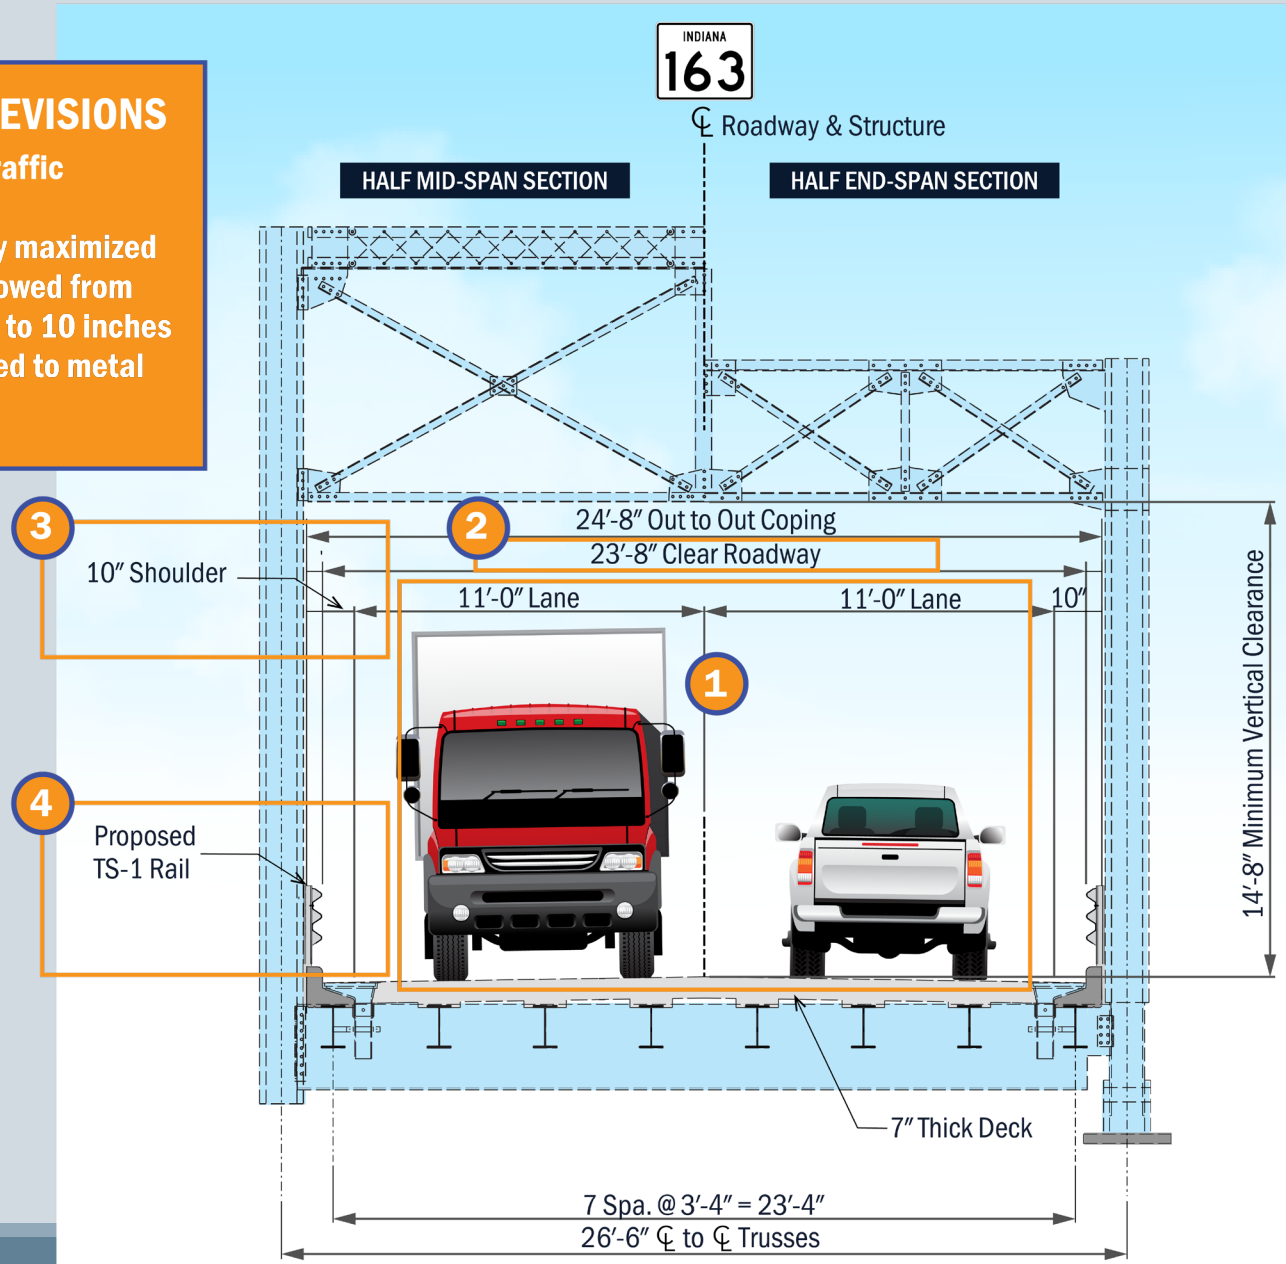 INDIANA
163
℄ Roadway & Structure
EVISIONS
affic
y maximized
owed from
to 10 inches
ed to metal
HALF MID-SPAN SECTION
HALF END-SPAN SECTION
3
2
24′-8″ Out to Out Coping
23′-8″ Clear Roadway
10″ Shoulder
11′-0″ Lane
11′-0″ Lane
10″
1
14′-8″ Minimum Vertical Clearance
4
Proposed
TS-1 Rail
7″ Thick Deck
7 Spa. @ 3′-4″ = 23′-4″
26′-6″ ℄ to ℄ Trusses